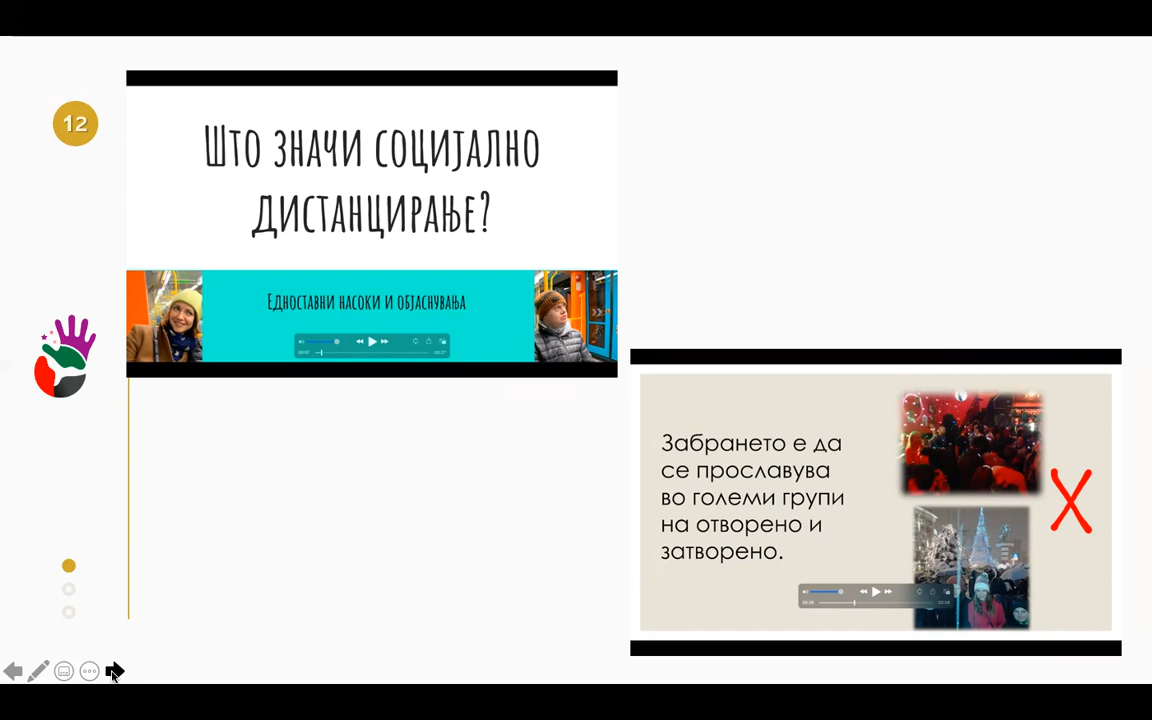 12
Што значи социјално
дистанцирање?
Едноставни насоки и објаснувања
Забрането е да
се прославува
во големи групи
на отворено и
затворено.